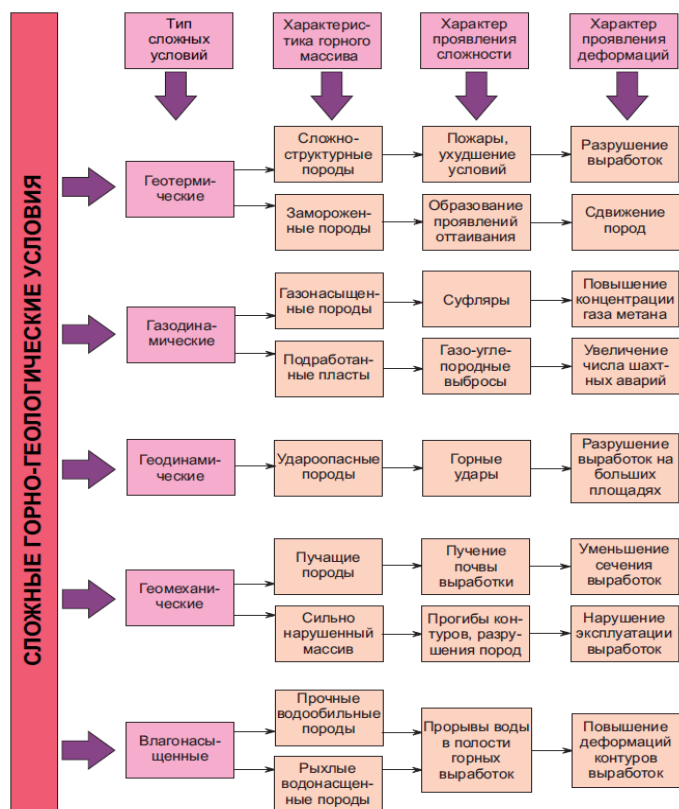 Тип
сложных
условий
Характерис-
тика горного
массива
Характер
проявления
сложности
Характер
проявления
деформаций
СЛОЖНЫЕ ГОРНО-ГЕОЛОГИЧЕСКИЕ УСЛОВИЯ
Геотерми-
ческие
Сложно-
структурные
породы
Пожары,
ухудшение
условий
Разрушение
выработок
Заморожен-
ные породы
Образование
проявлений
оттаивания
Сдвижение
пород
Газодина-
мические
Газонасыщен-
ные породы
Суфляры
Повышение
концентрации
газа метана
Подработан-
ные пласты
Газо-угле-
породные
выбросы
Увеличение
числа шахт-
ных аварий
Геодинами-
ческие
Удароопасные
породы
Горные
удары
Разрушение
выработок на
больших
площадях
Геомехани-
ческие
Пучащие
породы
Пучение
почвы
выработки
Уменьшение
сечения
выработок
Сильно
нарушенный
массив
Прогибы кон-
туров, разру-
шения пород
Нарушение
эксплуатации
выработок
Влагонасы-
щенные
Прочные
водообильные
породы
Рыхлые
водонасщен-
ные породы
Прорывы воды
в полости
горных
выработок
Повышение
деформаций
контуров
выработок